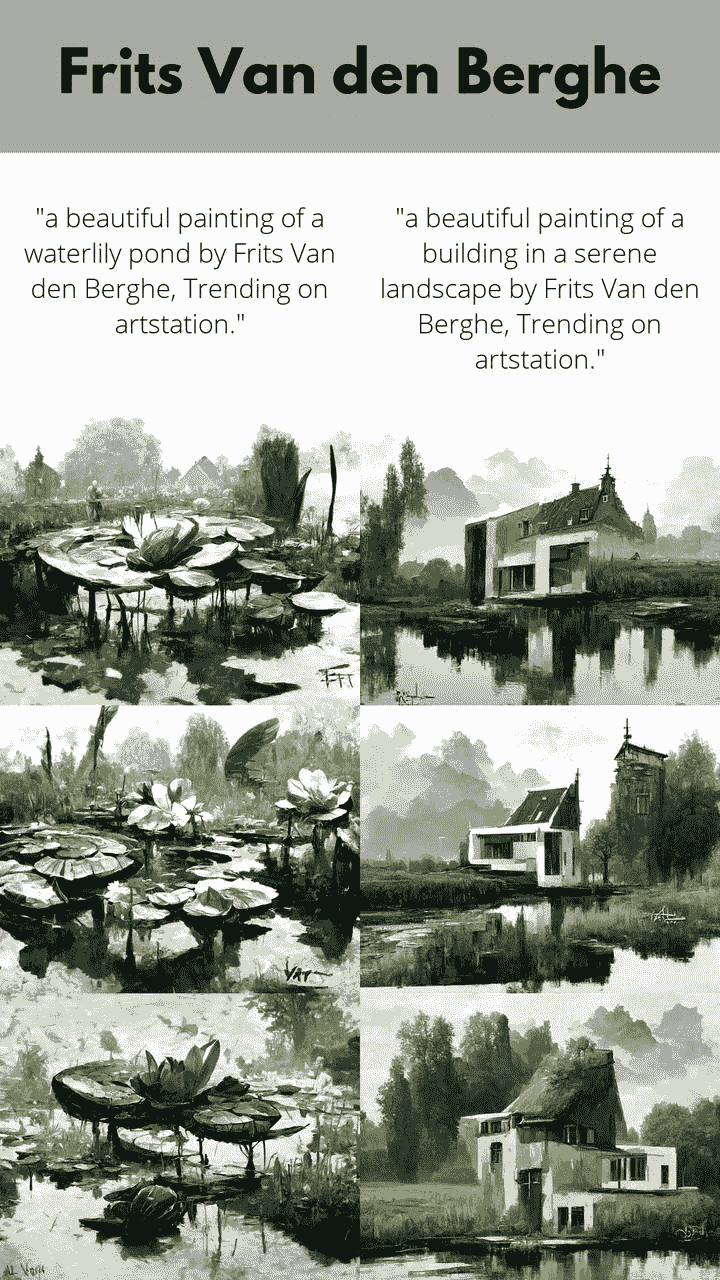 Frits Van den Berghe
"a beautiful painting of a
waterlily pond by Frits Van
den Berghe, Trending on
artstation."
"a beautiful painting of a
building in a serene
landscape by Frits Van den
Berghe, Trending on
artstation."